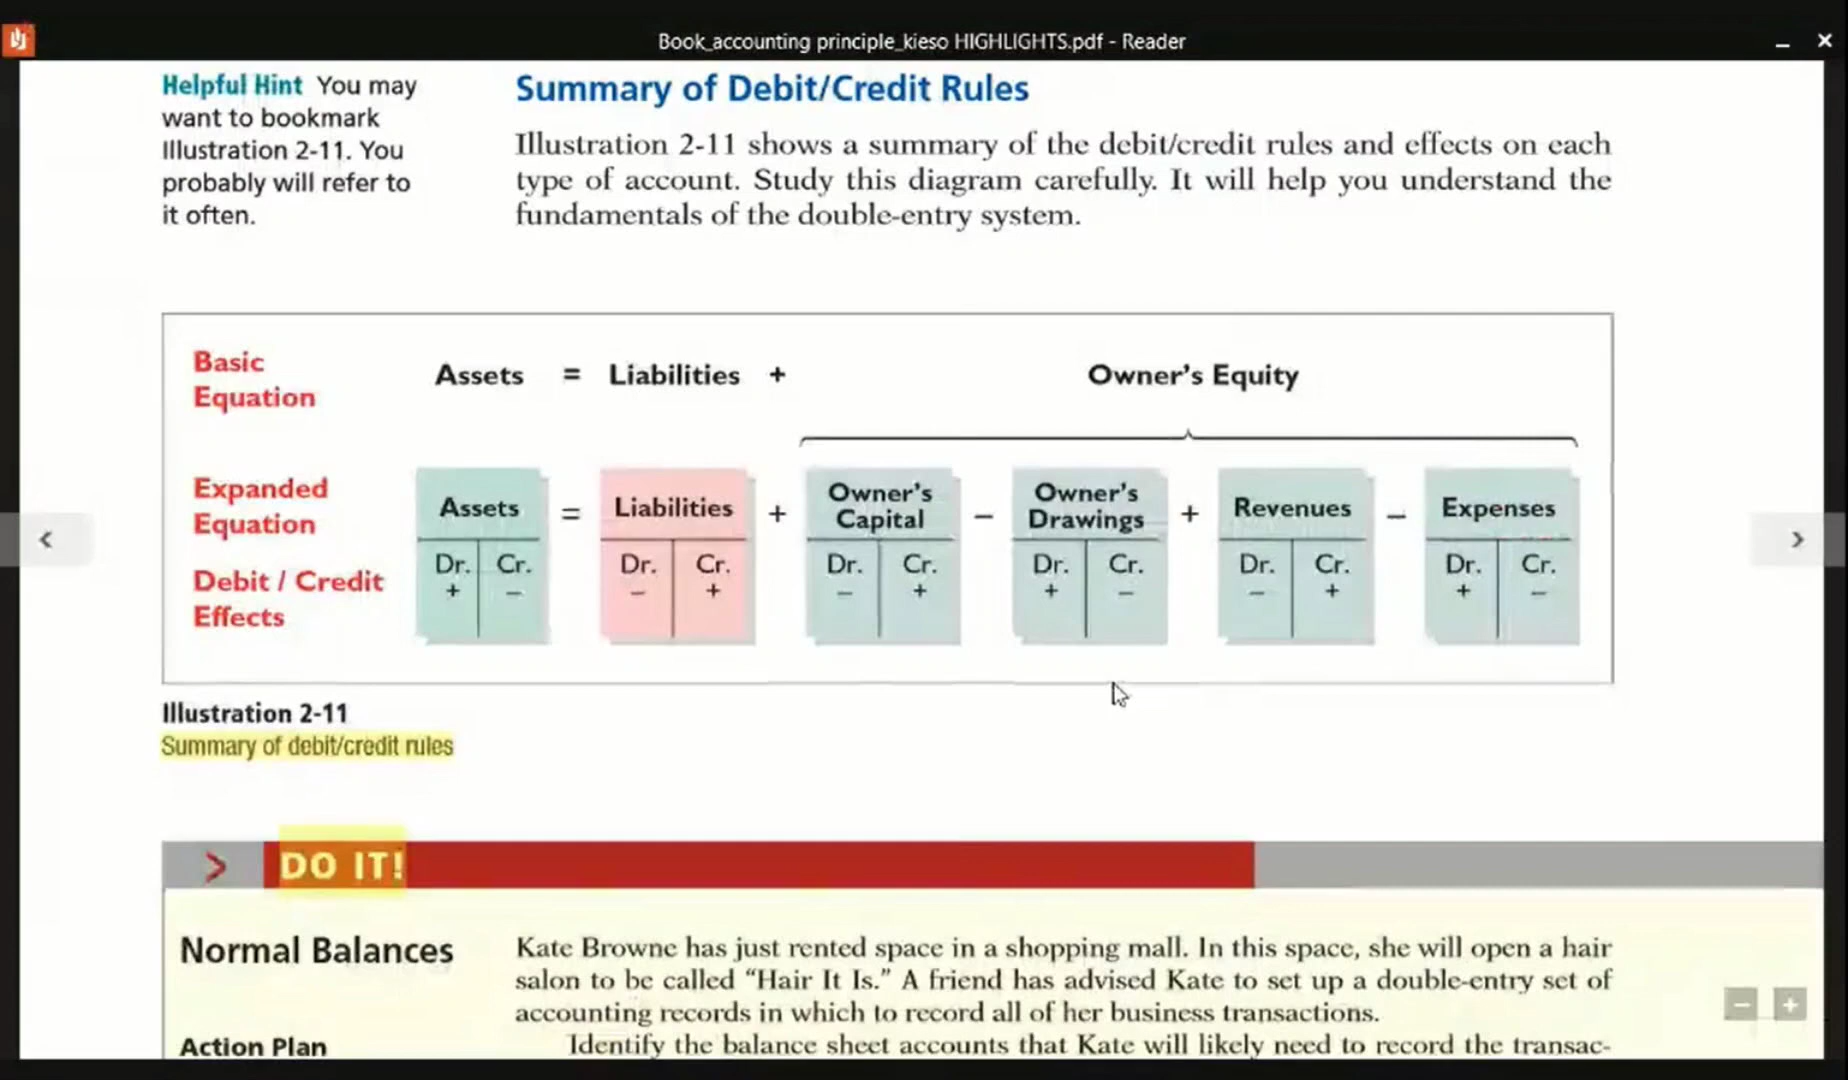 Book_accounting principle_kieso HIGHLIGHTS.pdf - Reader
Helpful Hint You may
want to bookmark
Illustration 2-11. You
probably will refer to
it often.
Summary of Debit/Credit Rules
Illustration 2-11 shows a summary of the debit/credit rules and effects on each
type of account. Study this diagram carefully. It will help you understand the
fundamentals of the double-entry system.
Basic
Equation
Assets = Liabilities + Owner's Equity
Expanded
Equation
Assets = Liabilities + Owner's Capital – Owner's Drawings + Revenues – Expenses
Debit / Credit
Effects
Dr. Cr. Dr. Cr. Dr. Cr. Dr. Cr. Dr. Cr. Dr. Cr.
+ – – + – + + – – + + –
Illustration 2-11
Summary of debit/credit rules
> DO IT!
Normal Balances
Kate Browne has just rented space in a shopping mall. In this space, she will open a hair
salon to be called “Hair It Is.” A friend has advised Kate to set up a double-entry set of
accounting records in which to record all of her business transactions.
Action Plan
Identify the balance sheet accounts that Kate will likely need to record the transac-